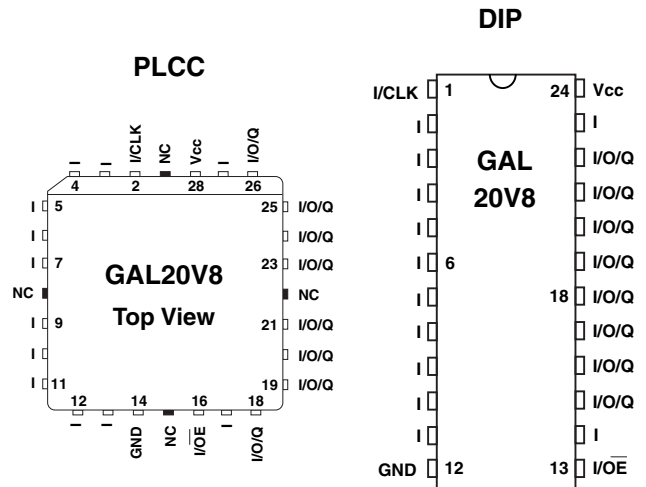 DIP
PLCC
I I I/CLK NC Vcc I I/O/Q
4 2 28 26
I 5 25 I/O/Q
I I/O/Q
I 7 23 I/O/Q
NC GAL20V8 NC
Top View
I 9 21 I/O/Q
I I/O/Q
I 11 19 I/O/Q
12 14 16 18
I I GND NC I/O̅E̅ I I/O/Q
I/CLK 1 24 Vcc
I I
I GAL I/O/Q
I 20V8 I/O/Q
I I/O/Q
I 6 I/O/Q
I 18 I/O/Q
I I/O/Q
I I/O/Q
I I/O/Q
I I
GND 12 13 I/OE̅